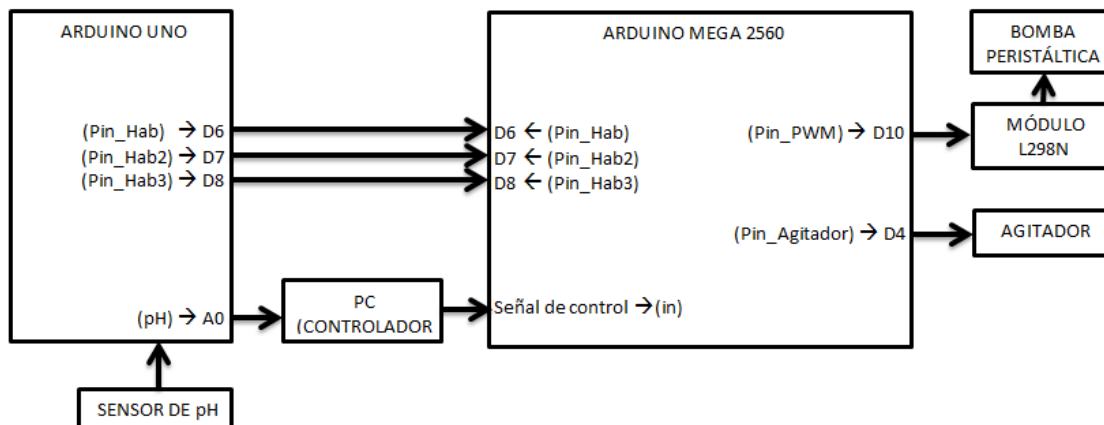 ARDUINO UNO
(Pin_Hab) → D6
(Pin_Hab2) → D7
(Pin_Hab3) → D8
(pH) → A0
SENSOR DE pH
PC
(CONTROLADOR
ARDUINO MEGA 2560
D6 ← (Pin_Hab)
D7 ← (Pin_Hab2)
D8 ← (Pin_Hab3)
(Pin_PWM) → D10
(Pin_Agitador) → D4
Señal de control → (in)
BOMBA
PERISTÁLTICA
MÓDULO
L298N
AGITADOR